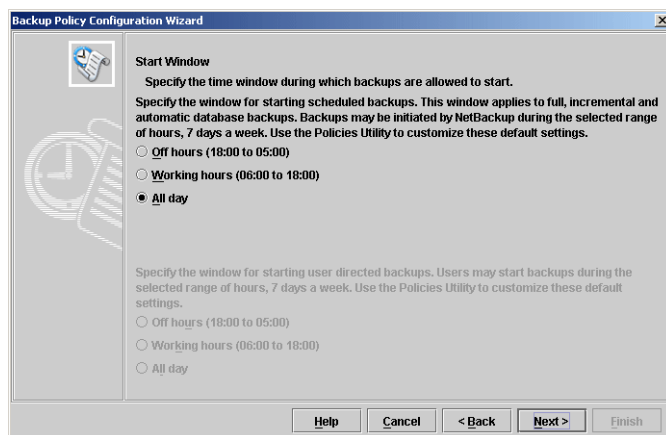 Backup Policy Configuration Wizard
Start Window
Specify the time window during which backups are allowed to start.
Specify the window for starting scheduled backups. This window applies to full, incremental and
automatic database backups. Backups may be initiated by NetBackup during the selected range
of hours, 7 days a week. Use the Policies Utility to customize these default settings.
Off hours (18:00 to 05:00)
Working hours (06:00 to 18:00)
All day
Specify the window for starting user directed backups. Users may start backups during the
selected range of hours, 7 days a week. Use the Policies Utility to customize these default
settings.
Off hours (18:00 to 05:00)
Working hours (06:00 to 18:00)
All day
Help Cancel < Back Next > Finish